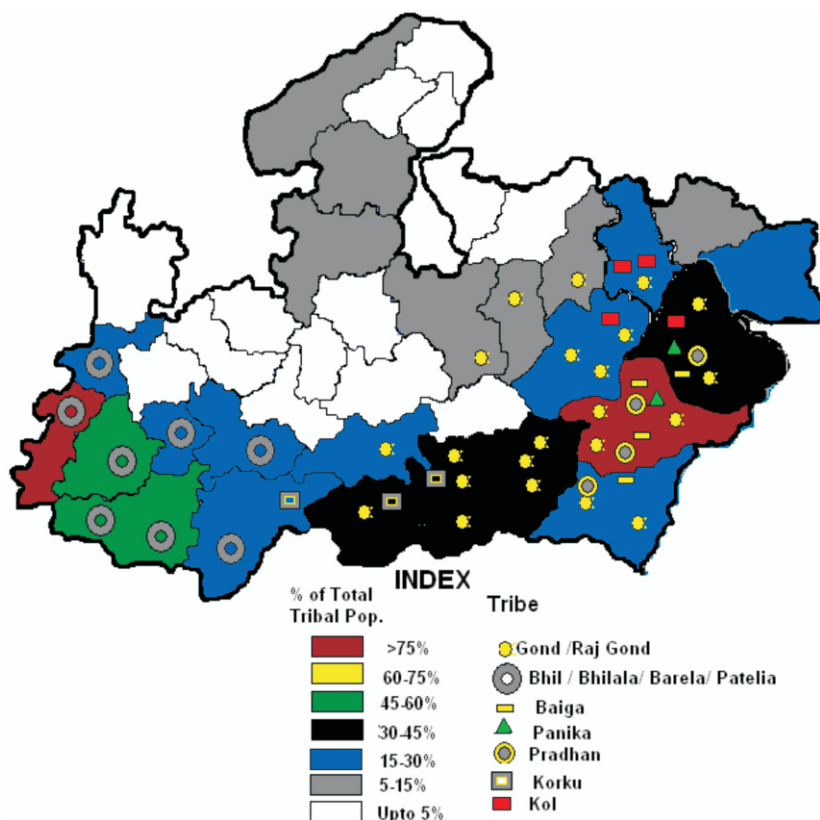 INDEX
% of Total
Tribal Pop.
Tribe
>75%
60-75%
45-60%
30-45%
15-30%
5-15%
Upto 5%
Gond /Raj Gond
Bhil / Bhilala/ Barela/ Patelia
Baiga
Panika
Pradhan
Korku
Kol